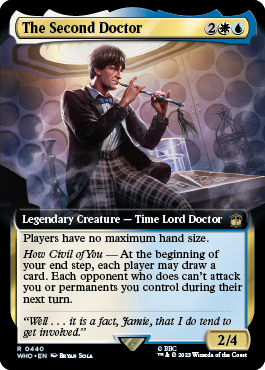 The Second Doctor 2
Legendary Creature — Time Lord Doctor
Players have no maximum hand size.
How Civil of You — At the beginning of
your end step, each player may draw a
card. Each opponent who does can't attack
you or permanents you control during their
next turn.
"Well . . . it is a fact, Jamie, that I do tend to
get involved."
2/4
R 0440
WHO • EN Bryan Sola
© BBC
™ & © 2023 Wizards of the Coast